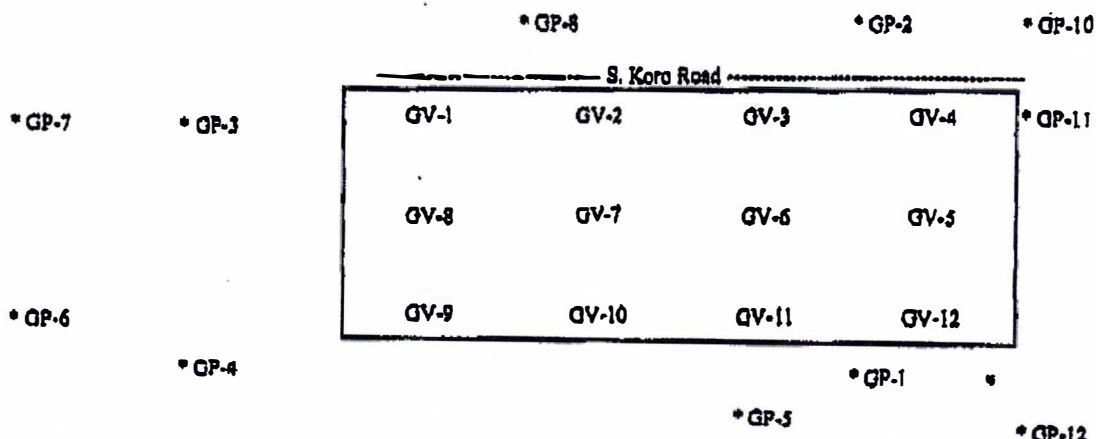 * GP-8 * GP-2 * GP-10
S. Koro Road
* GP-7 * GP-3 GV-1 GV-2 GV-3 GV-4 * GP-11
GV-8 GV-7 GV-6 GV-5
* GP-6 GV-9 GV-10 GV-11 GV-12
* GP-4 * GP-1 *
* GP-5 * GP-12